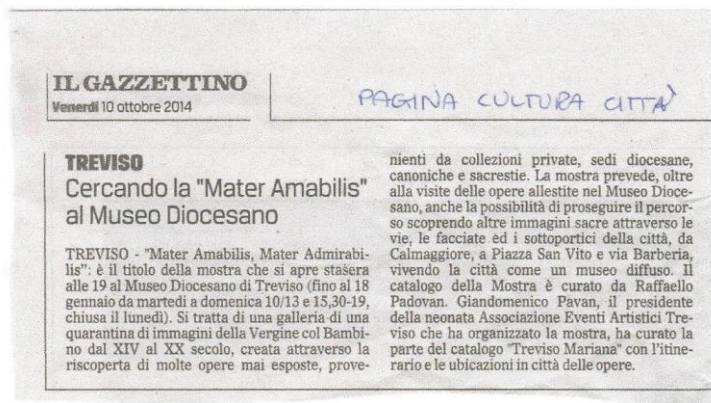 IL GAZZETTINO
Venerdì 10 ottobre 2014
PAGINA CULTURA CITTÀ
TREVISO
Cercando la "Mater Amabilis"
al Museo Diocesano
TREVISO - "Mater Amabilis, Mater Admirabi-
lis": è il titolo della mostra che si apre stasera
alle 19 al Museo Diocesano di Treviso (fino al 18
gennaio da martedì a domenica 10/13 e 15,30-19,
chiusa il lunedì). Si tratta di una galleria di una
quarantina di immagini della Vergine col Bambi-
no dal XIV al XX secolo, creata attraverso la
riscoperta di molte opere mai esposte, prove-
nienti da collezioni private, sedi diocesane,
canoniche e sacrestie. La mostra prevede, oltre
alla visite delle opere allestite nel Museo Dioce-
sano, anche la possibilità di proseguire il percor-
so scoprendo altre immagini sacre attraverso le
vie, le facciate ed i sottoportici della città, da
Calmaggiore, a Piazza San Vito e via Barberia,
vivendo la città come un museo diffuso. Il
catalogo della Mostra è curato da Raffaello
Padovan. Giandomenico Pavan, il presidente
della neonata Associazione Eventi Artistici Tre-
viso che ha organizzato la mostra, ha curato la
parte del catalogo "Treviso Mariana" con l'itine-
rario e le ubicazioni in città delle opere.